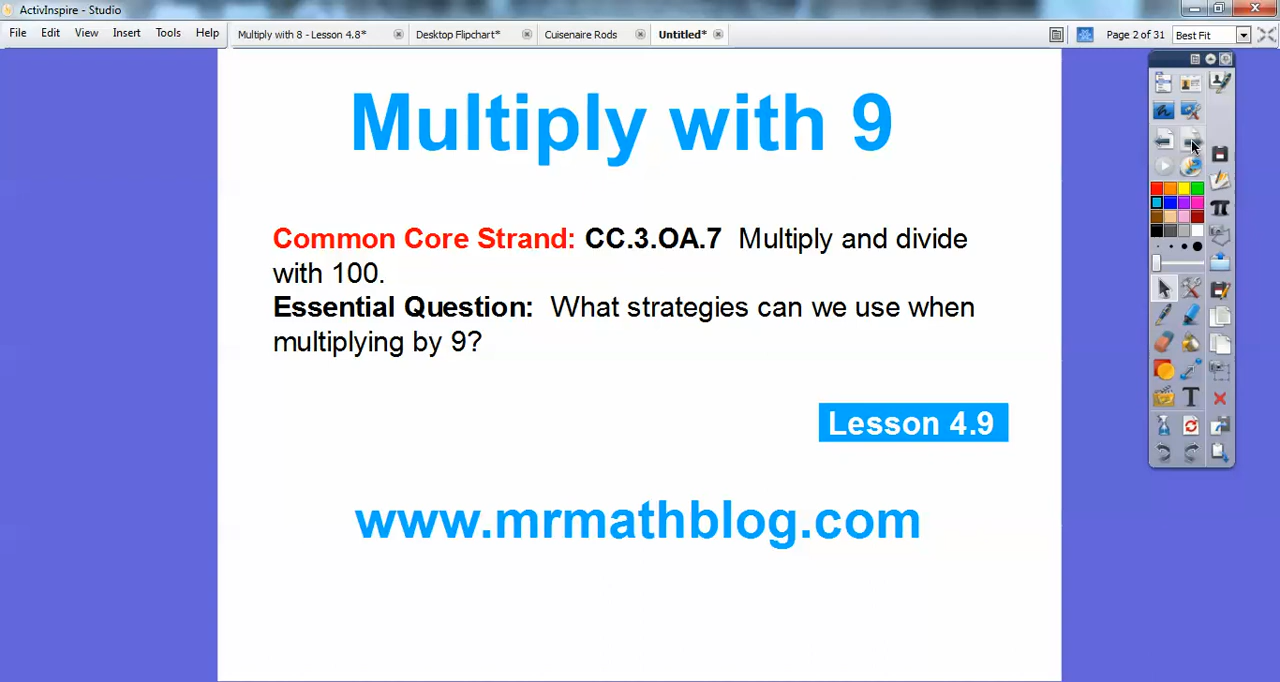 ActivInspire - Studio
File Edit View Insert Tools Help
Multiply with 8 - Lesson 4.8* Desktop Flipchart* Cuisenaire Rods Untitled* Page 2 of 31 Best Fit
Multiply with 9
Common Core Strand: CC.3.OA.7 Multiply and divide
with 100.
Essential Question: What strategies can we use when
multiplying by 9?
Lesson 4.9
www.mrmathblog.com